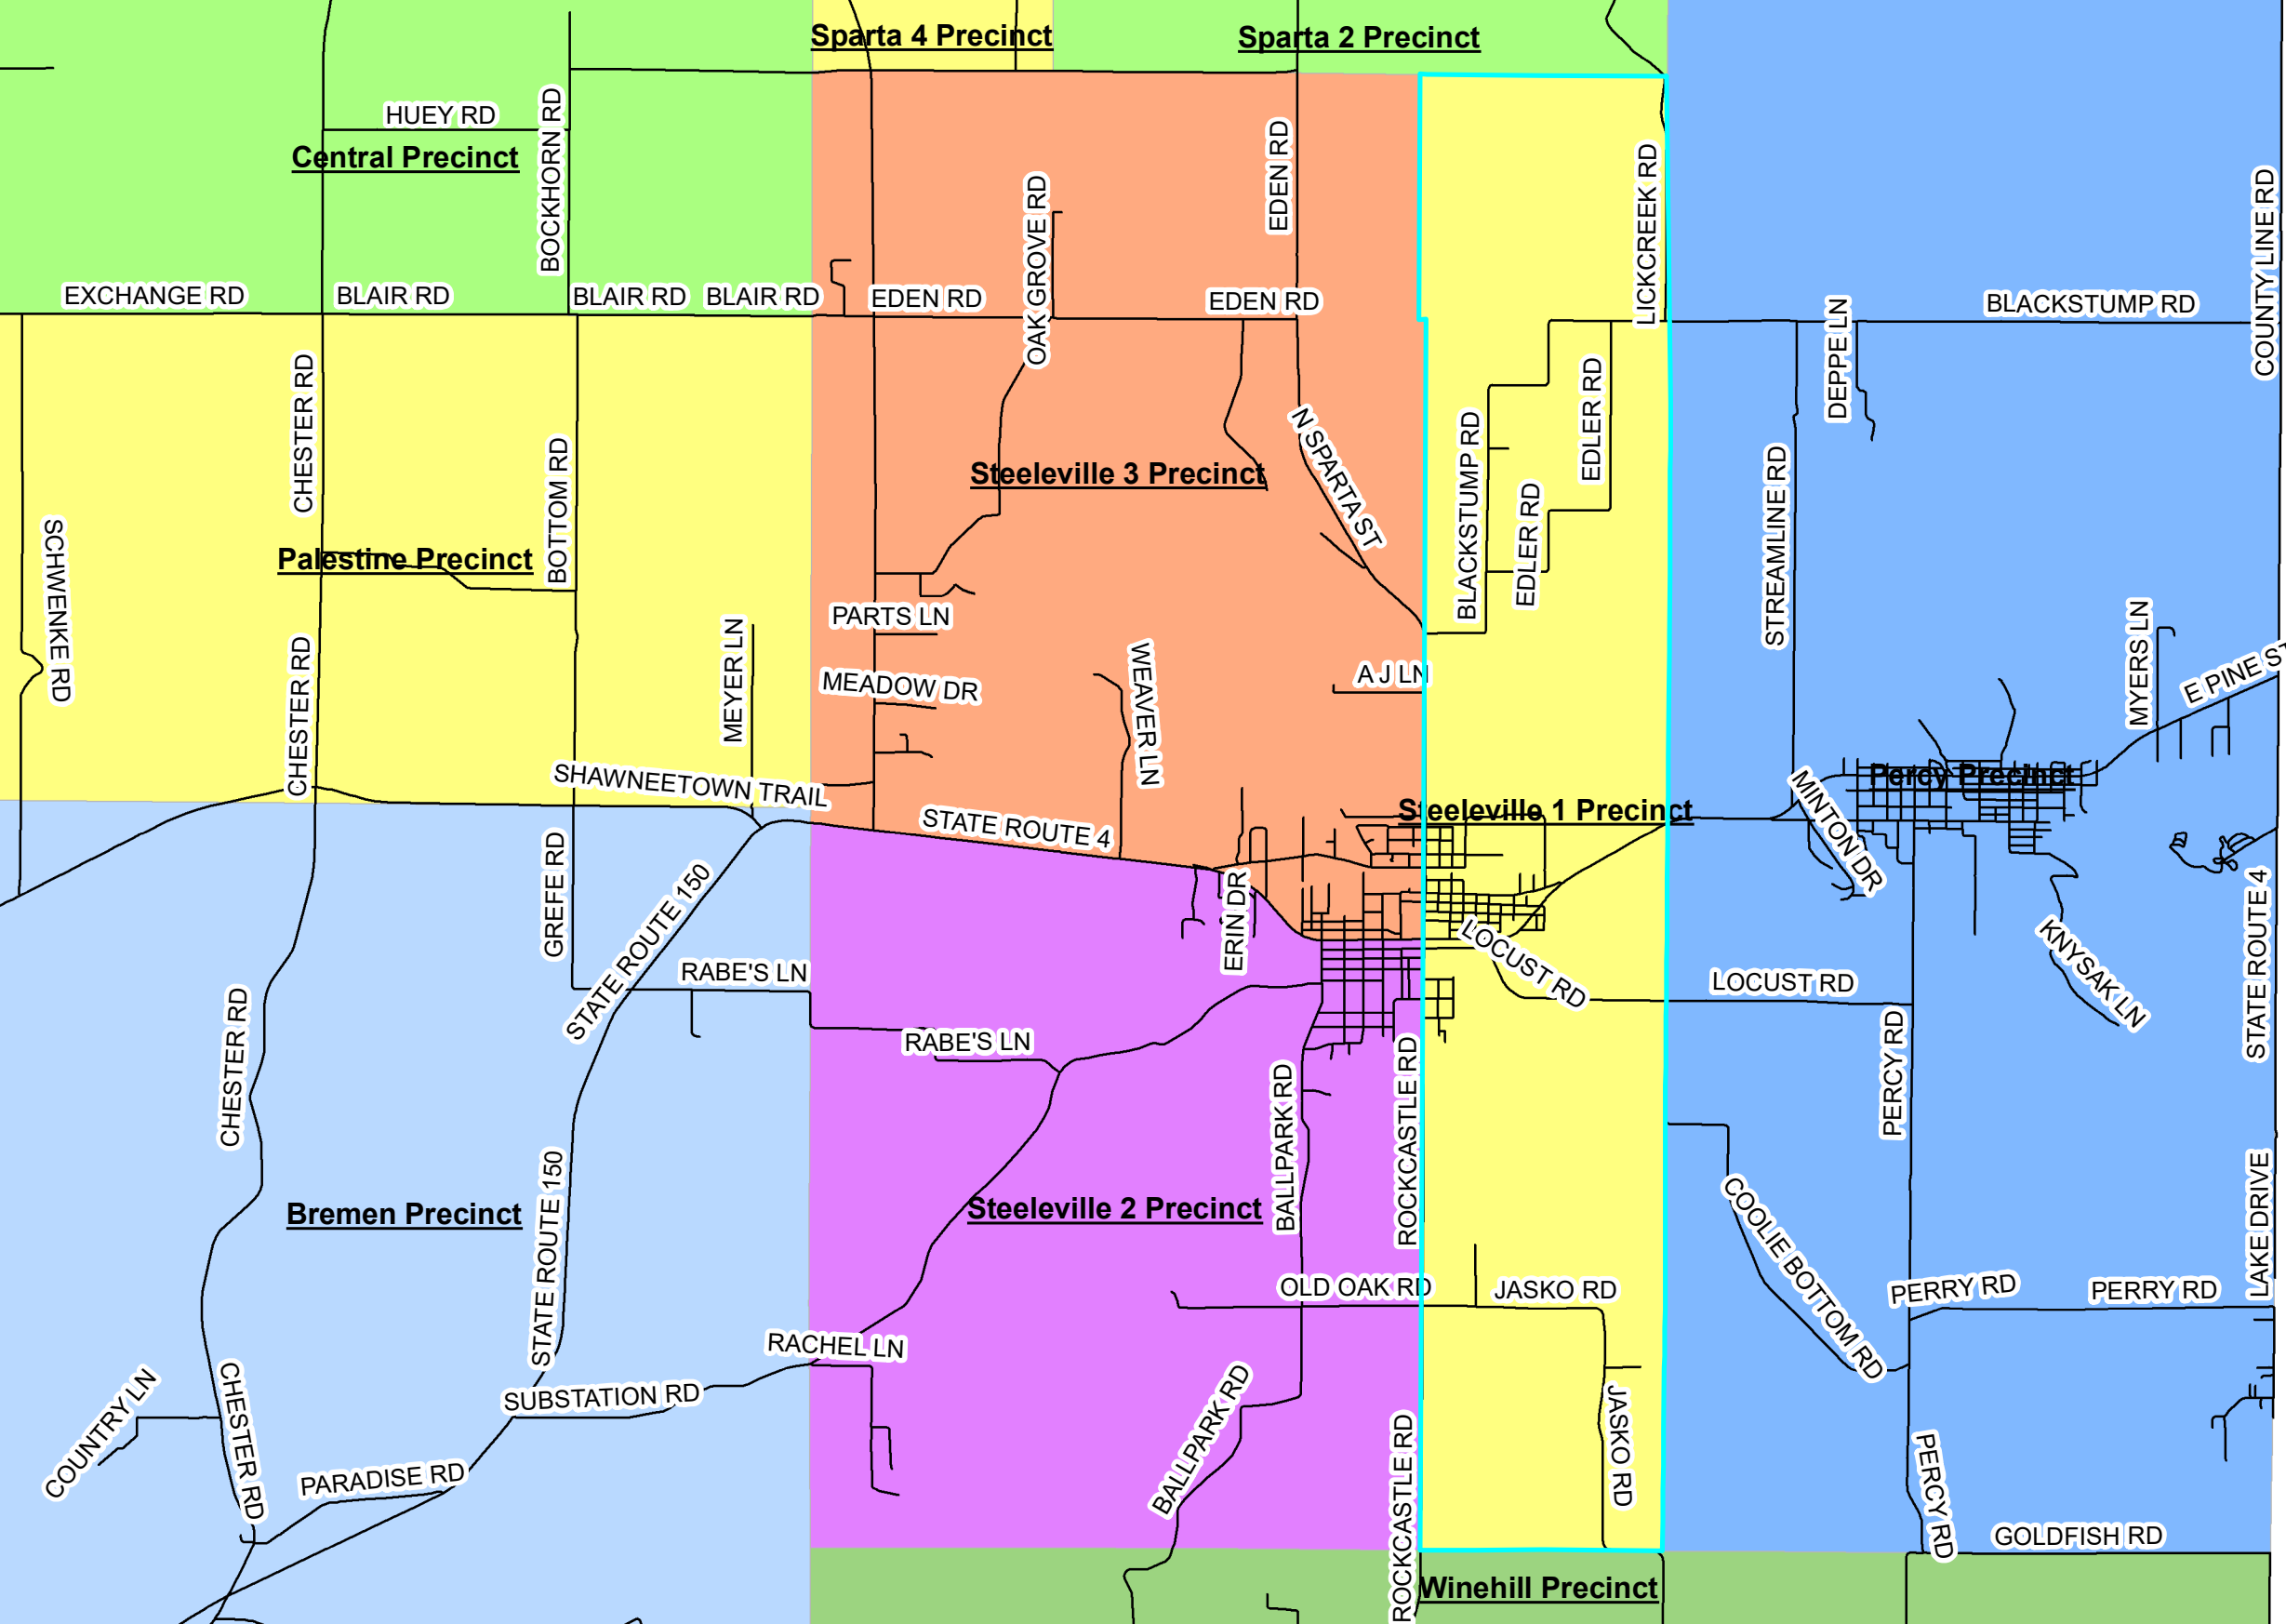 Sparta 4 Precinct
Sparta 2 Precinct
HUEY RD
Central Precinct
BOCKHORN RD
EDEN RD
OAK GROVE RD
LICKCREEK RD
COUNTY LINE RD
EXCHANGE RD
BLAIR RD
BLAIR RD
BLAIR RD
EDEN RD
EDEN RD
BLACKSTUMP RD
DEPPE LN
CHESTER RD
BOTTOM RD
Steeleville 3 Precinct
N SPARTA ST
BLACKSTUMP RD
EDLER RD
EDLER RD
STREAMLINE RD
SCHWENKE RD
Palestine Precinct
PARTS LN
MEYER LN
CHESTER RD
MEADOW DR
WEAVER LN
A J LN
MYERS LN
E PINE ST
SHAWNEETOWN TRAIL
STATE ROUTE 4
Steeleville 1 Precinct
Percy Precinct
MINTON DR
GREFE RD
STATE ROUTE 150
ERIN DR
LOCUST RD
LOCUST RD
KNYSAK LN
STATE ROUTE 4
RABE'S LN
RABE'S LN
CHESTER RD
BALLPARK RD
ROCKCASTLE RD
PERCY RD
Bremen Precinct
STATE ROUTE 150
Steeleville 2 Precinct
COOLIE BOTTOM RD
LAKE DRIVE
OLD OAK RD
JASKO RD
PERRY RD
PERRY RD
RACHEL LN
SUBSTATION RD
COUNTRY LN
CHESTER RD
PARADISE RD
BALLPARK RD
ROCKCASTLE RD
JASKO RD
PERCY RD
GOLDFISH RD
Winehill Precinct